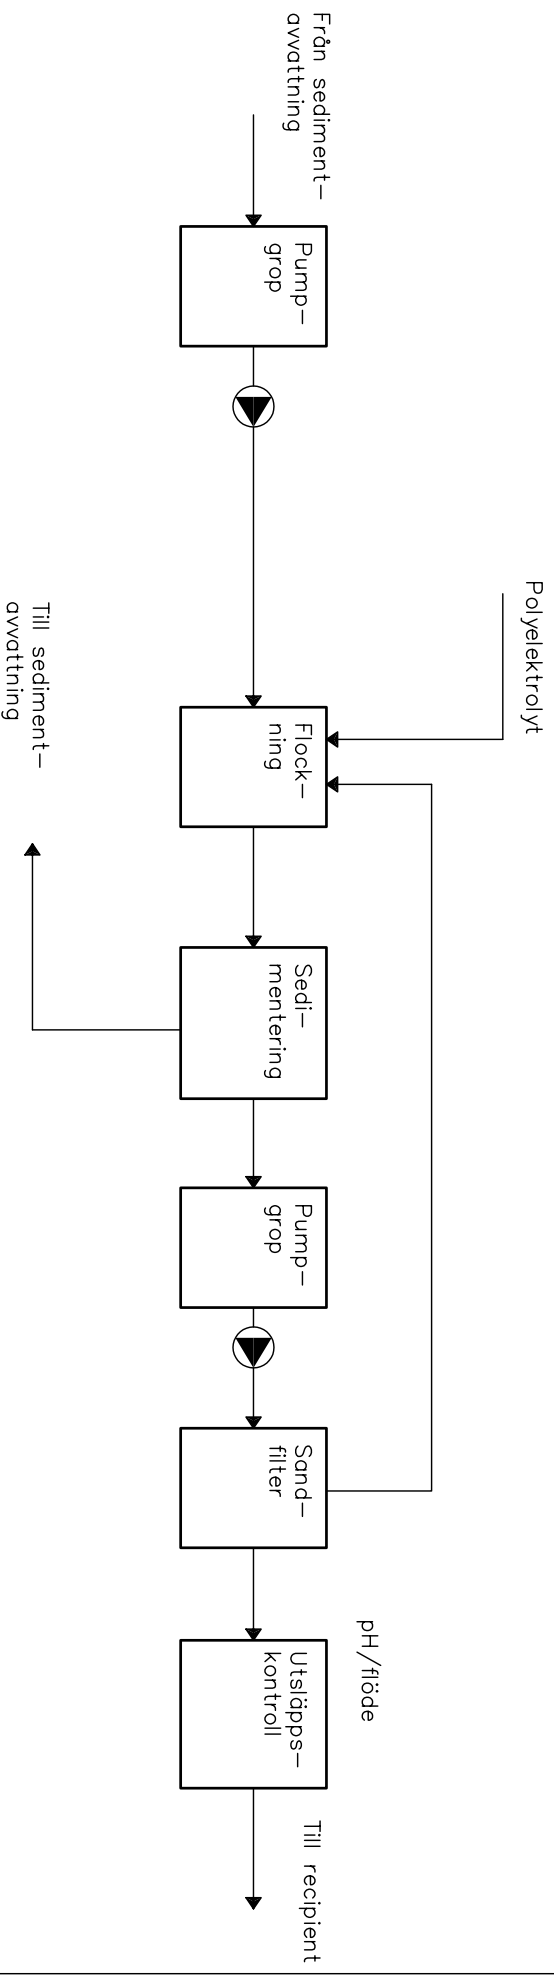 Från sediment-
avvattning
Pump-
grop
Polyelektrolyt
Flock-
ning
Till sediment-
avvattning
Sedi-
mentering
Pump-
grop
Sand-
filter
pH/flöde
Utsläpps-
kontroll
Till recipient